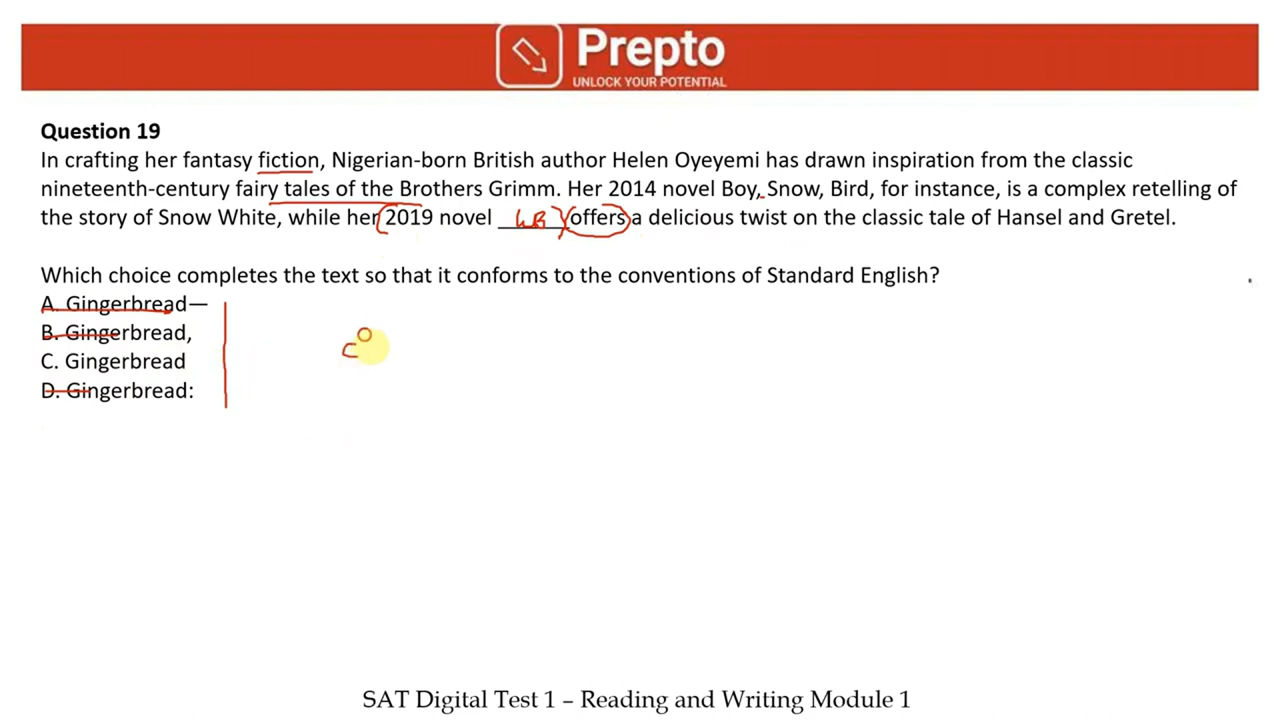 Prepto
UNLOCK YOUR POTENTIAL
Question 19
In crafting her fantasy fiction, Nigerian-born British author Helen Oyeyemi has drawn inspiration from the classic
nineteenth-century fairy tales of the Brothers Grimm. Her 2014 novel Boy, Snow, Bird, for instance, is a complex retelling of
the story of Snow White, while her 2019 novel ______ offers a delicious twist on the classic tale of Hansel and Gretel.
Which choice completes the text so that it conforms to the conventions of Standard English?
A. Gingerbread—
B. Gingerbread,
C. Gingerbread
D. Gingerbread:
SAT Digital Test 1 – Reading and Writing Module 1